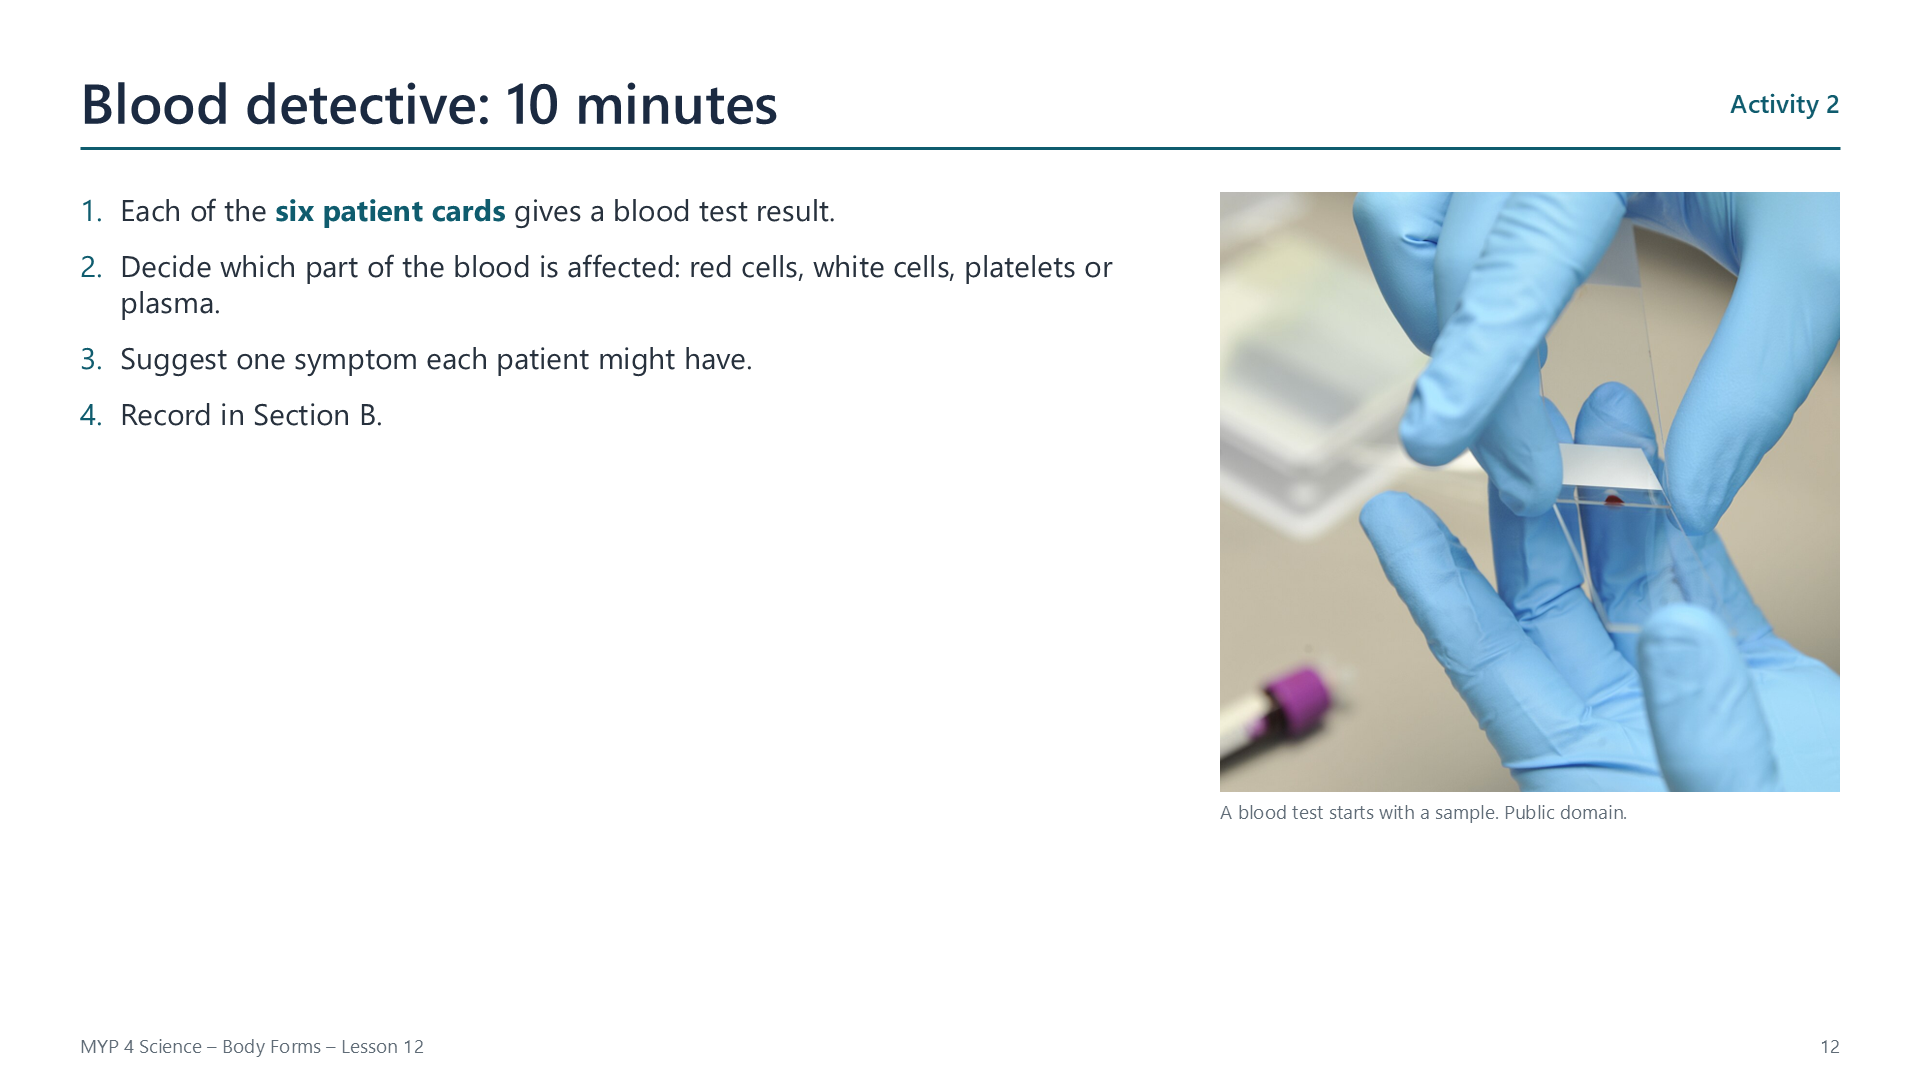 Blood detective: 10 minutes
Activity 2
1. Each of the six patient cards gives a blood test result.
2. Decide which part of the blood is affected: red cells, white cells, platelets or
plasma.
3. Suggest one symptom each patient might have.
4. Record in Section B.
A blood test starts with a sample. Public domain.
MYP 4 Science – Body Forms – Lesson 12
12